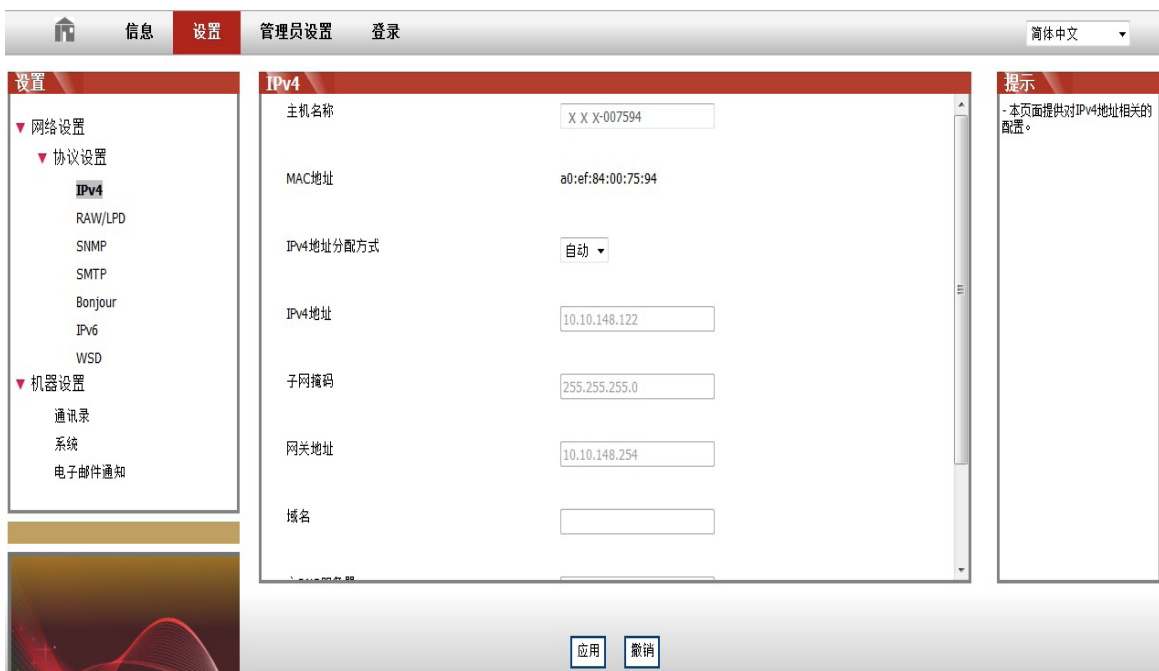 信息 设置 管理员设置 登录 简体中文
设置
▼ 网络设置
▼ 协议设置
IPv4
RAW/LPD
SNMP
SMTP
Bonjour
IPv6
WSD
▼ 机器设置
通讯录
系统
电子邮件通知
IPv4
主机名称 X X X-007594
MAC地址 a0:ef:84:00:75:94
IPv4地址分配方式 自动
IPv4地址 10.10.148.122
子网掩码 255.255.255.0
网关地址 10.10.148.254
域名
应用 撤销
提示
- 本页面提供对IPv4地址相关的
配置。